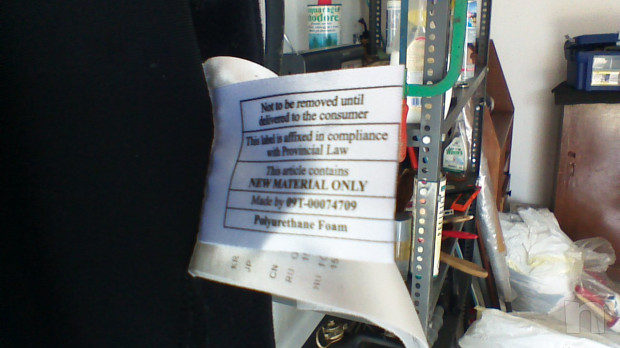 Not to be removed until
delivered to the consumer
This label is affixed in compliance
with Provincial Law
This article contains
NEW MATERIAL ONLY
Made by 09T-00074709
Polyurethane Foam